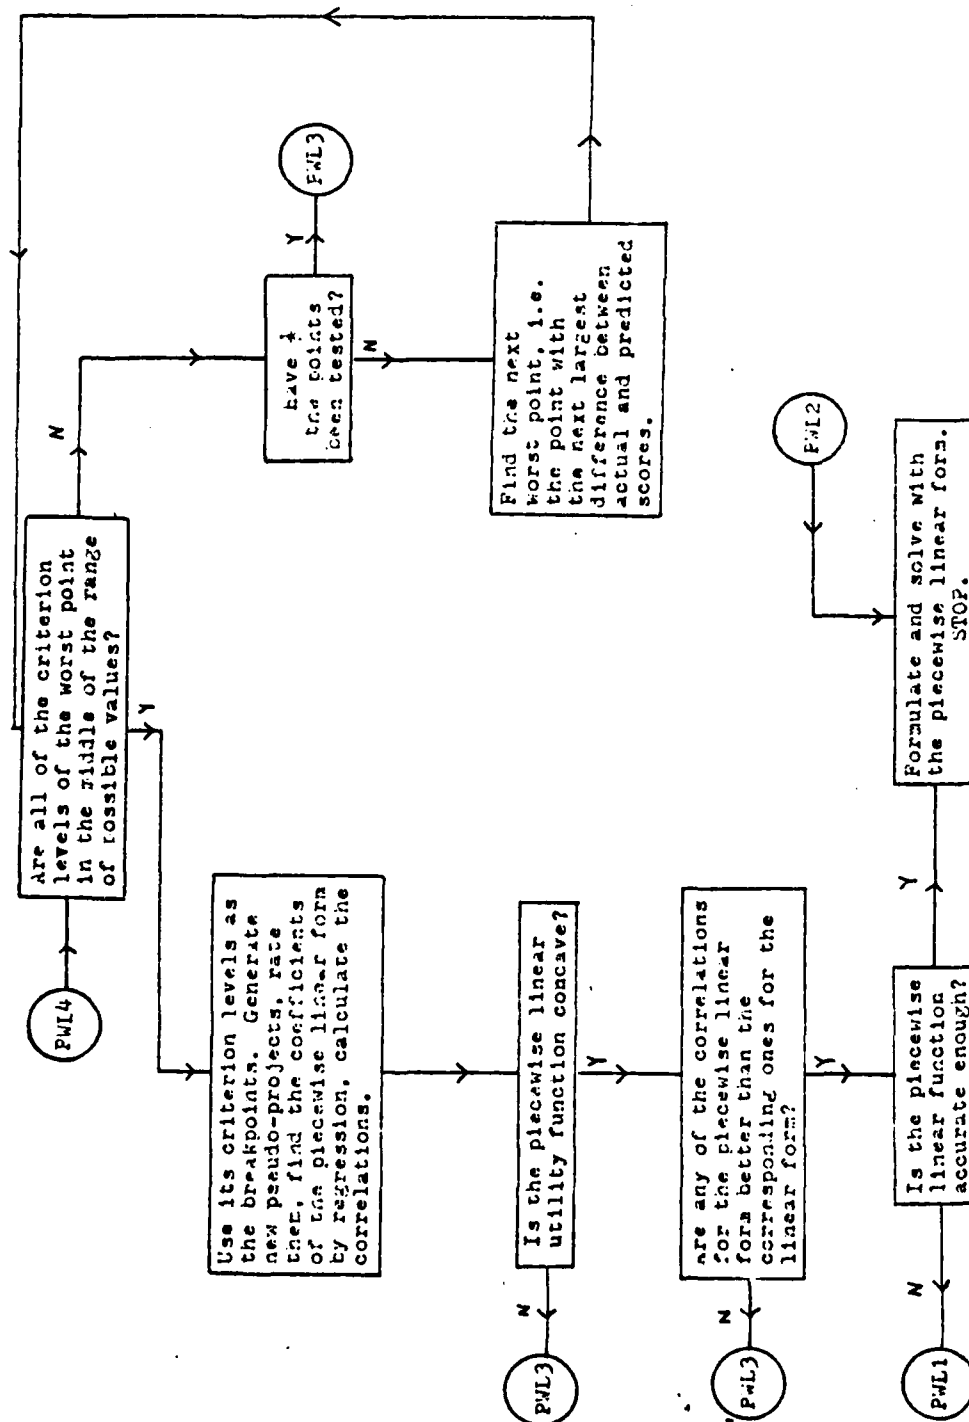 PWL4
Are all of the criterion
levels of the worst point
in the middle of the range
of possible values?
N
Y
have
the points
been tested?
Y
PWL3
N
Find the next
worst point, i.e.
the point with
the next largest
difference between
actual and predicted
scores.
Use its criterion levels as
the breakpoints. Generate
new pseudo-projects, rate
them, find the coefficients
of the piecewise linear form
by regression, calculate the
correlations.
Is the piecewise linear
utility function concave?
N
PWL3
Y
Are any of the correlations
for the piecewise linear
form better than the
corresponding ones for the
linear form?
N
PWL3
Y
Is the piecewise
linear function
accurate enough?
N
PWL1
Y
PWL2
Formulate and solve with
the piecewise linear form.
STOP.